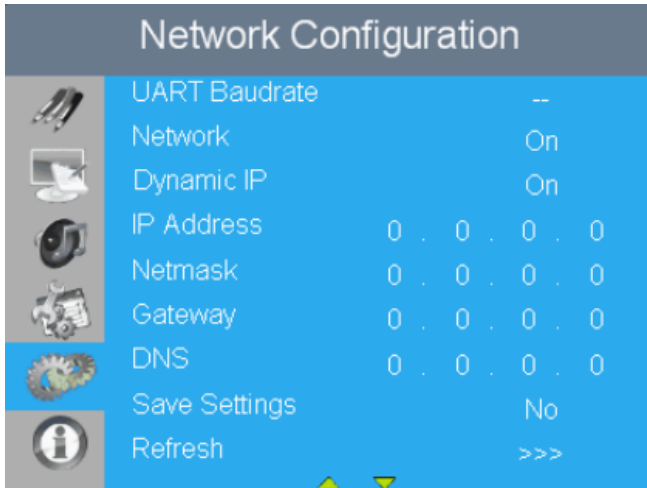 Network Configuration
UART Baudrate --
Network On
Dynamic IP On
IP Address 0 . 0 . 0 . 0
Netmask 0 . 0 . 0 . 0
Gateway 0 . 0 . 0 . 0
DNS 0 . 0 . 0 . 0
Save Settings No
Refresh >>>